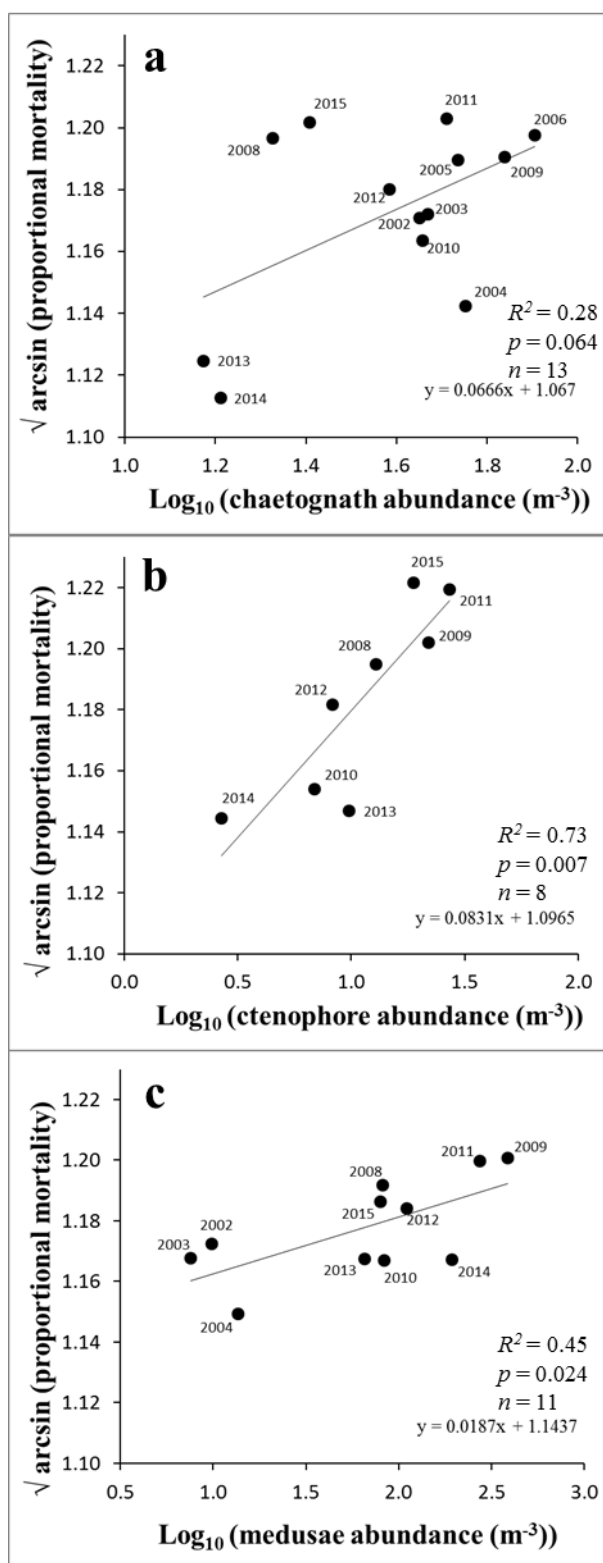 a
√ arcsin (proportional mortality)
1.22
1.20
1.18
1.16
1.14
1.12
1.10
2015
2008
2011
2006
2005
2009
2012
2003
2002
2010
2004
2013
2014
R² = 0.28
p = 0.064
n = 13
y = 0.0666x + 1.067
1.0 1.2 1.4 1.6 1.8 2.0
Log₁₀ (chaetognath abundance (m⁻³))
b
√ arcsin (proportional mortality)
1.22
1.20
1.18
1.16
1.14
1.12
1.10
2015
2011
2008
2009
2012
2010
2014
2013
R² = 0.73
p = 0.007
n = 8
y = 0.0831x + 1.0965
0.0 0.5 1.0 1.5 2.0
Log₁₀ (ctenophore abundance (m⁻³))
c
√ arcsin (proportional mortality)
1.22
1.20
1.18
1.16
1.14
1.12
1.10
2011
2009
2008
2015
2012
2002
2003
2013
2010
2014
2004
R² = 0.45
p = 0.024
n = 11
y = 0.0187x + 1.1437
0.5 1.0 1.5 2.0 2.5 3.0
Log₁₀ (medusae abundance (m⁻³))